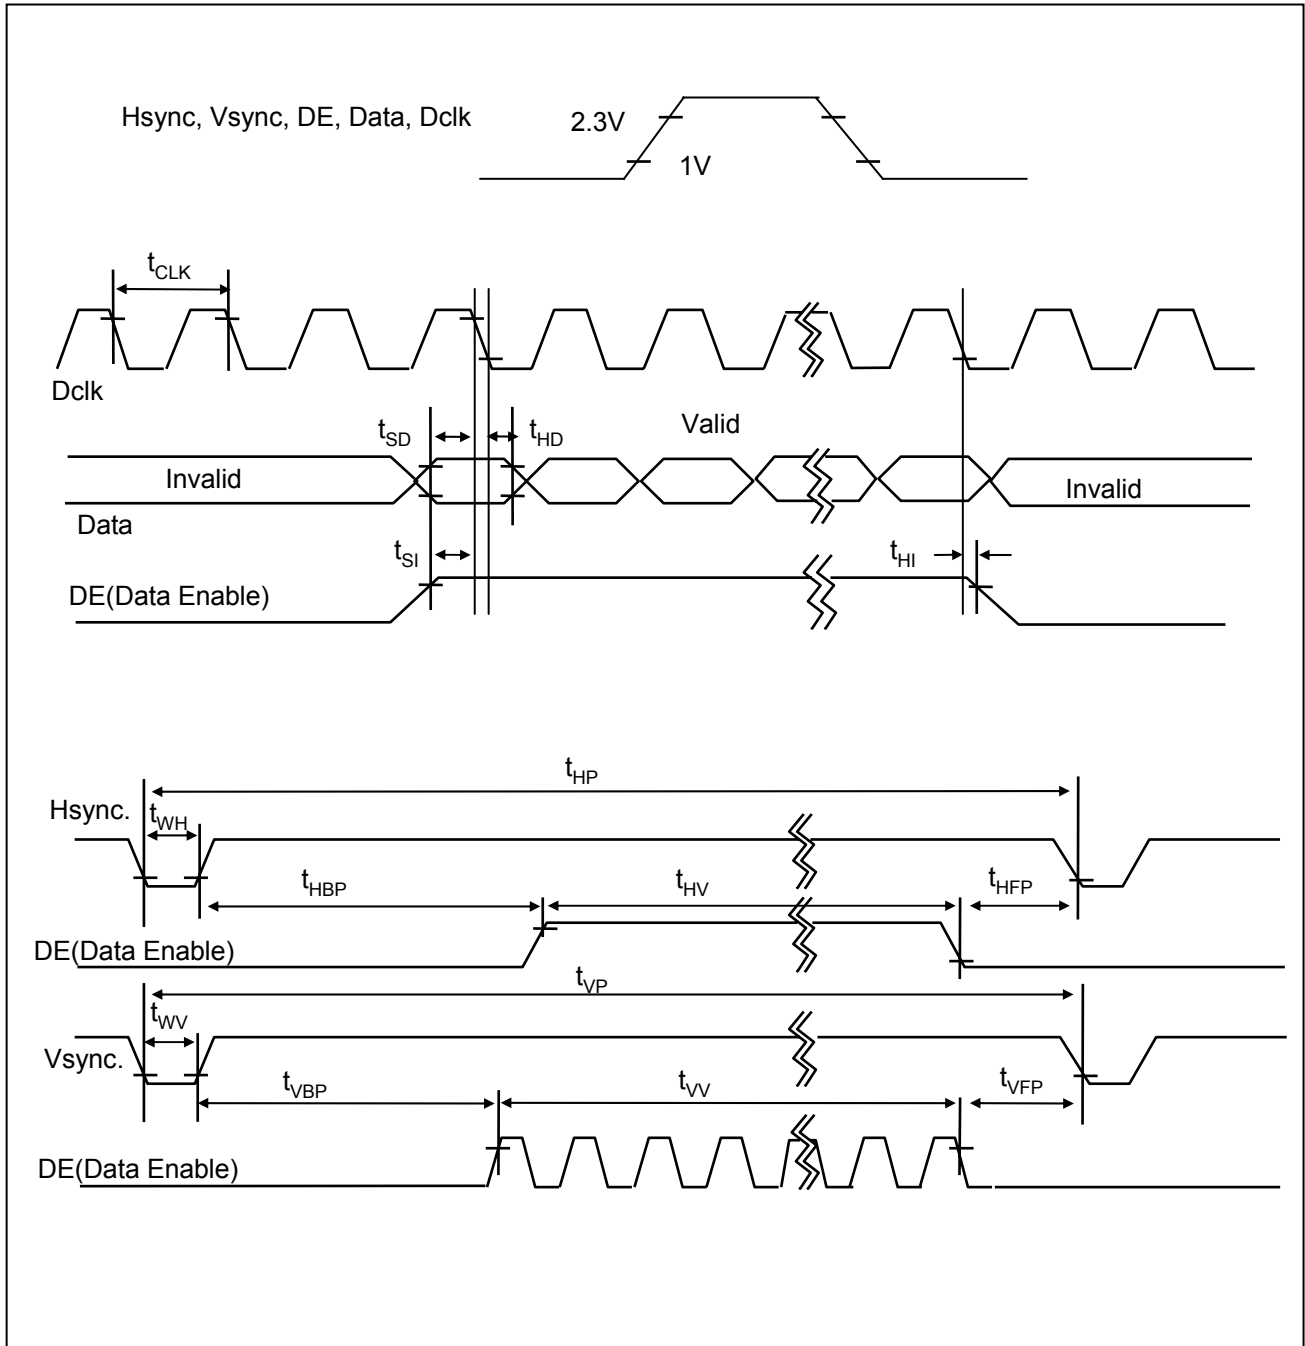 Hsync, Vsync, DE, Data, Dclk
2.3V
1V
tCLK
Dclk
tSD
tHD
Valid
Invalid
Invalid
Data
tSI
tHI
DE(Data Enable)
tHP
Hsync.
tWH
tHBP
tHV
tHFP
DE(Data Enable)
tVP
tWV
Vsync.
tVBP
tVV
tVFP
DE(Data Enable)